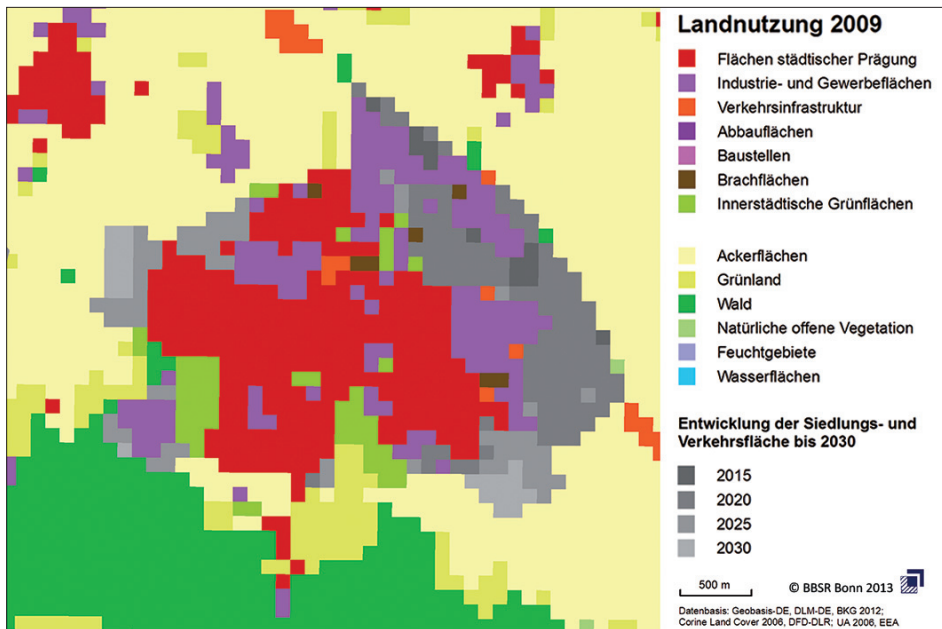 Landnutzung 2009
Flächen städtischer Prägung
Industrie- und Gewerbeflächen
Verkehrsinfrastruktur
Abbauflächen
Baustellen
Brachflächen
Innerstädtische Grünflächen
Ackerflächen
Grünland
Wald
Natürliche offene Vegetation
Feuchtgebiete
Wasserflächen
Entwicklung der Siedlungs- und
Verkehrsfläche bis 2030
2015
2020
2025
2030
500 m
© BBSR Bonn 2013
Datenbasis: Geobasis-DE, DLM-DE, BKG 2012;
Corine Land Cover 2006, DFD-DLR; UA 2006, EEA